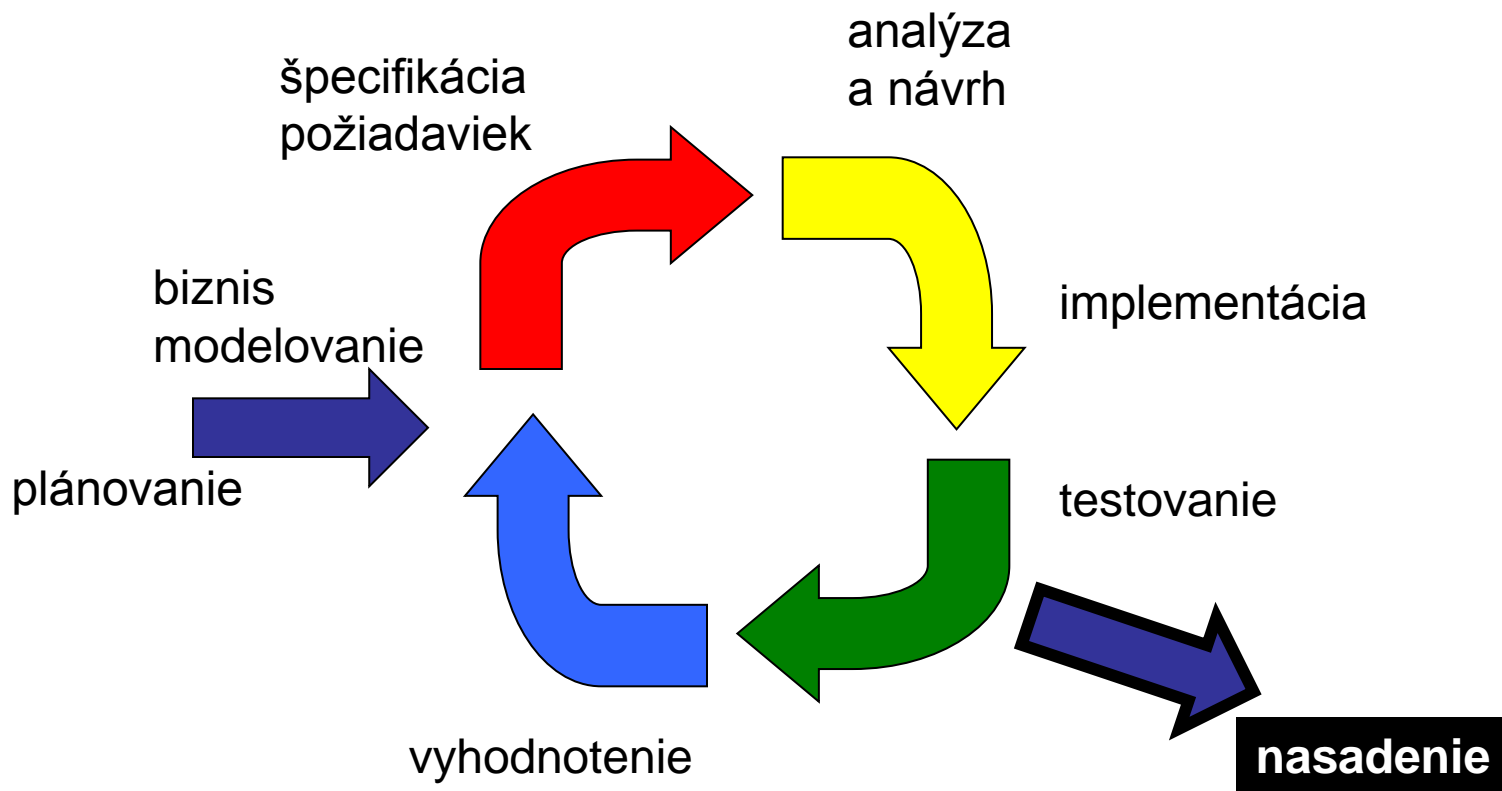 analýza
a návrh
špecifikácia
požiadaviek
biznis
modelovanie
implementácia
plánovanie
testovanie
vyhodnotenie
nasadenie